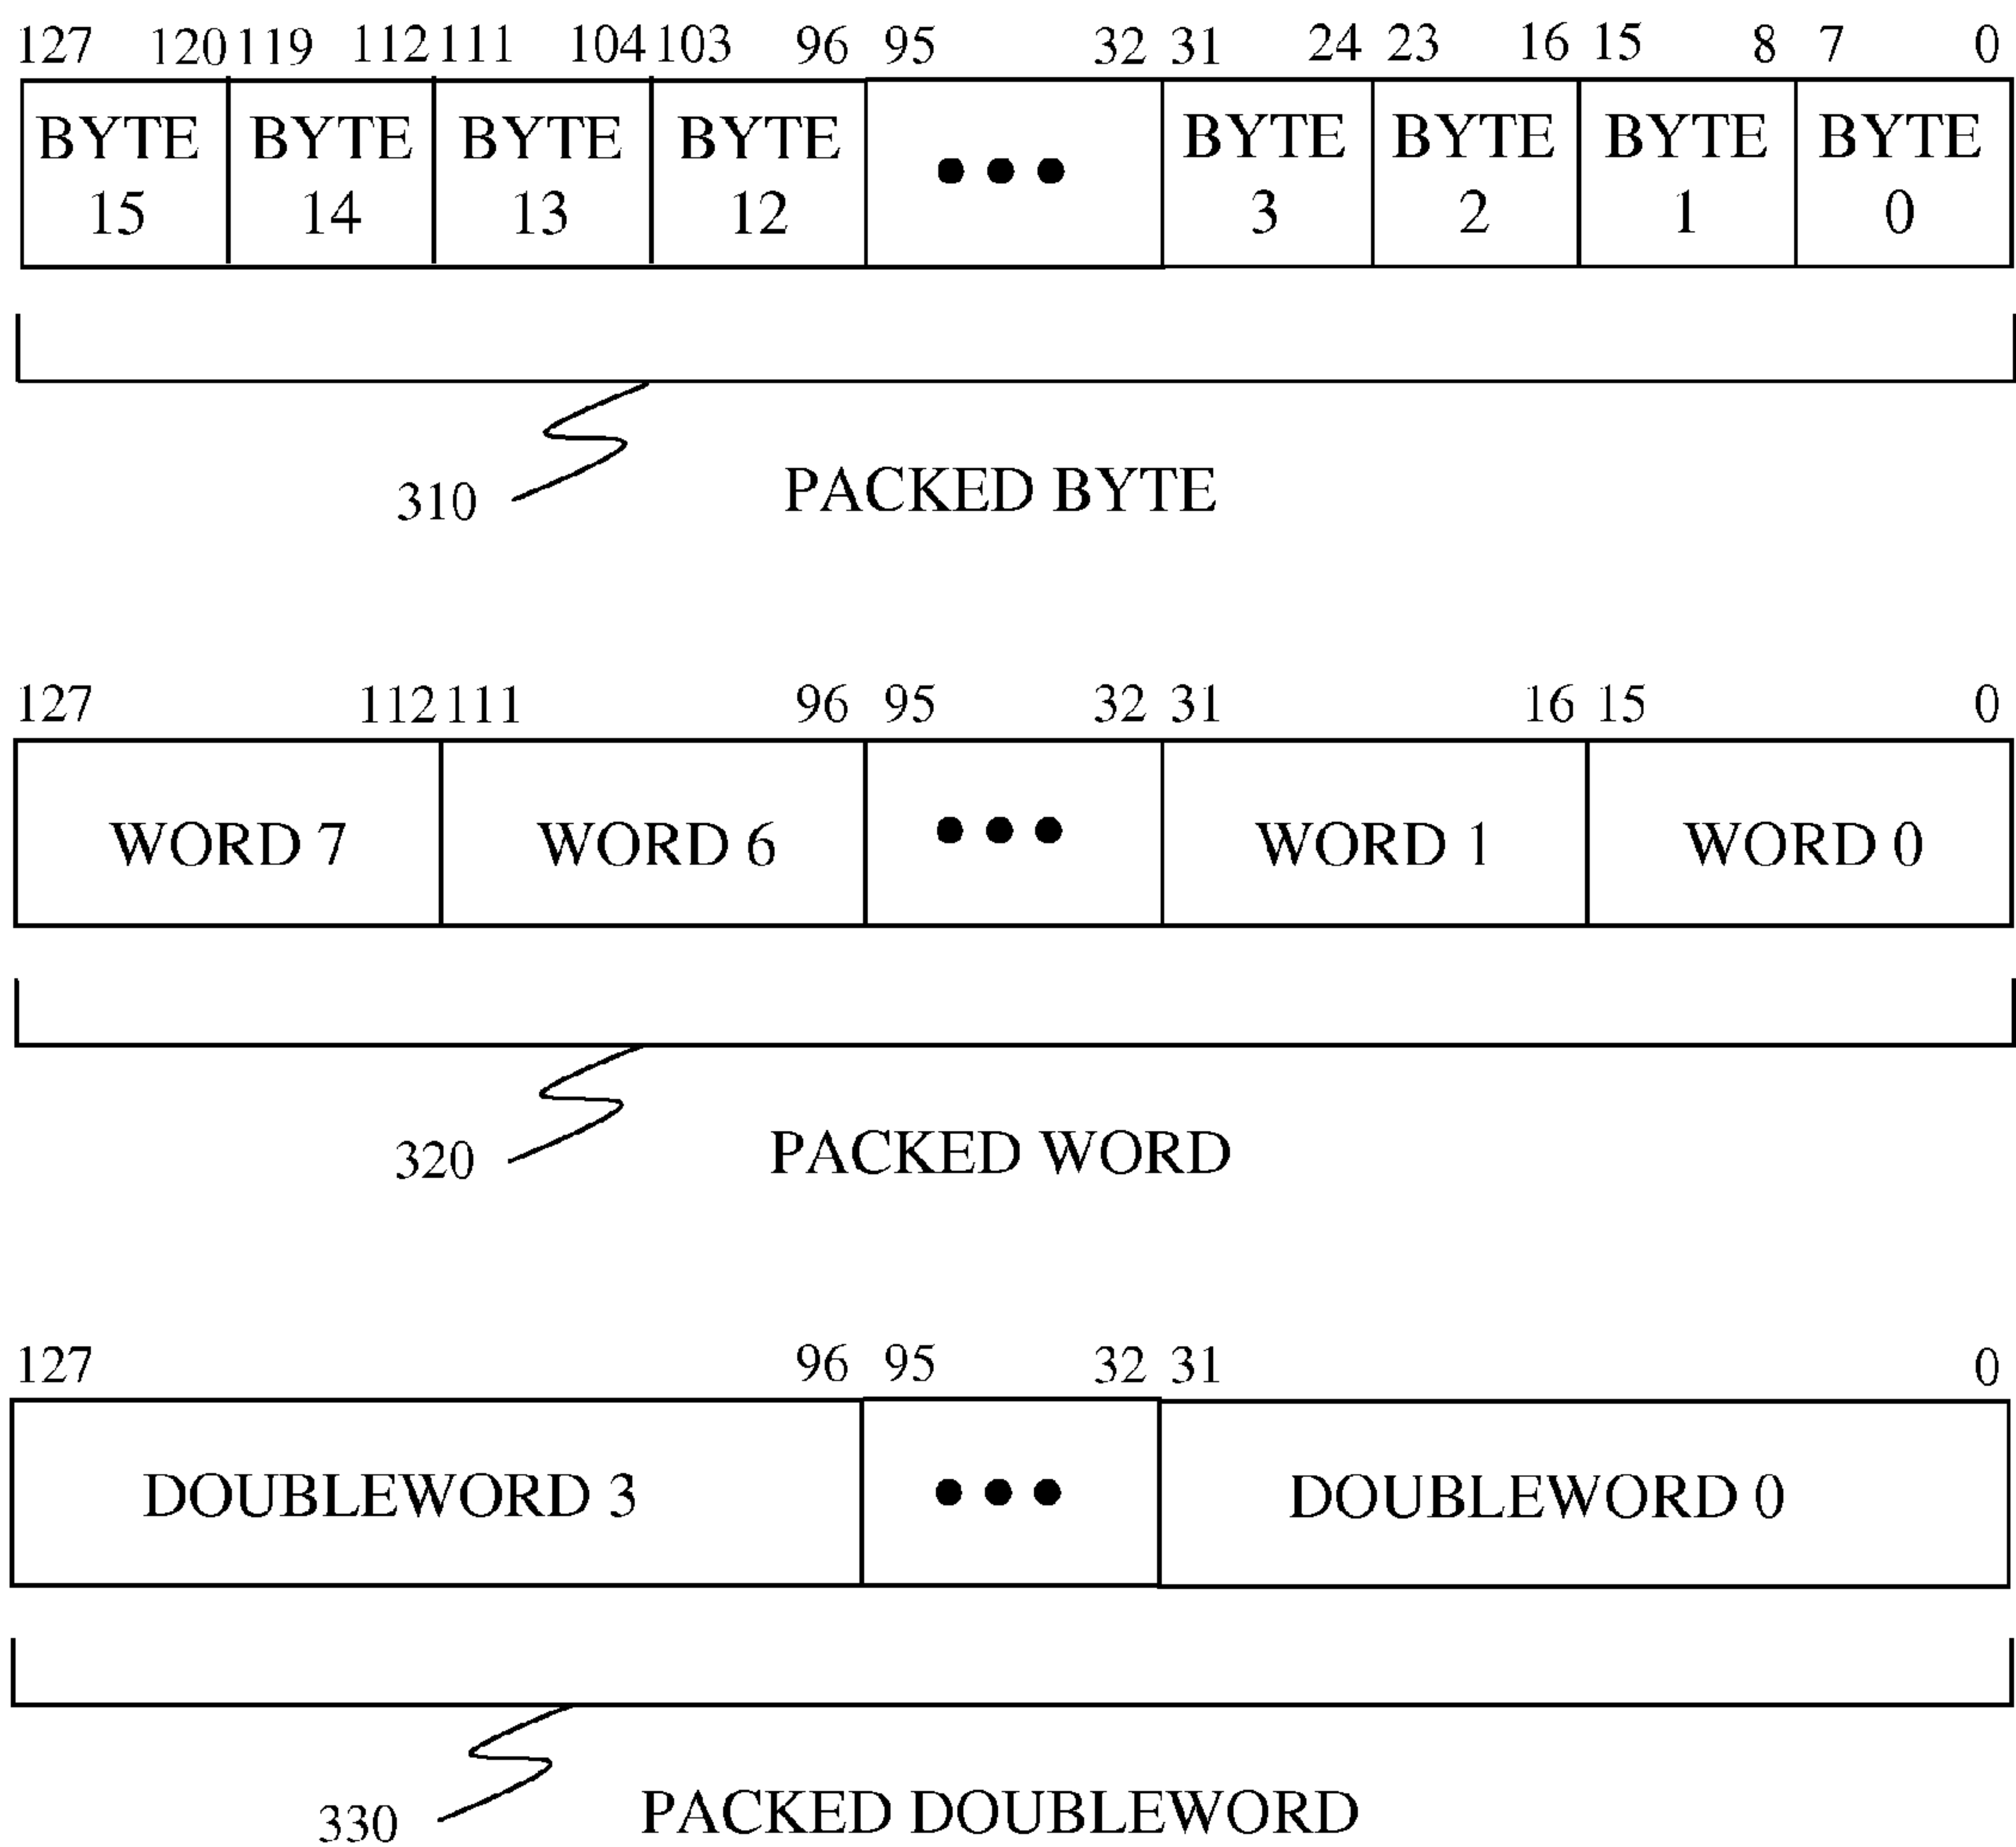 127 120 119 112 111 104 103 96 95 32 31 24 23 16 15 8 7 0
BYTE BYTE BYTE BYTE BYTE BYTE BYTE BYTE
15 14 13 12 ••• 3 2 1 0
310 PACKED BYTE
127 112 111 96 95 32 31 16 15 0
WORD 7 WORD 6 ••• WORD 1 WORD 0
320 PACKED WORD
127 96 95 32 31 0
DOUBLEWORD 3 ••• DOUBLEWORD 0
330 PACKED DOUBLEWORD